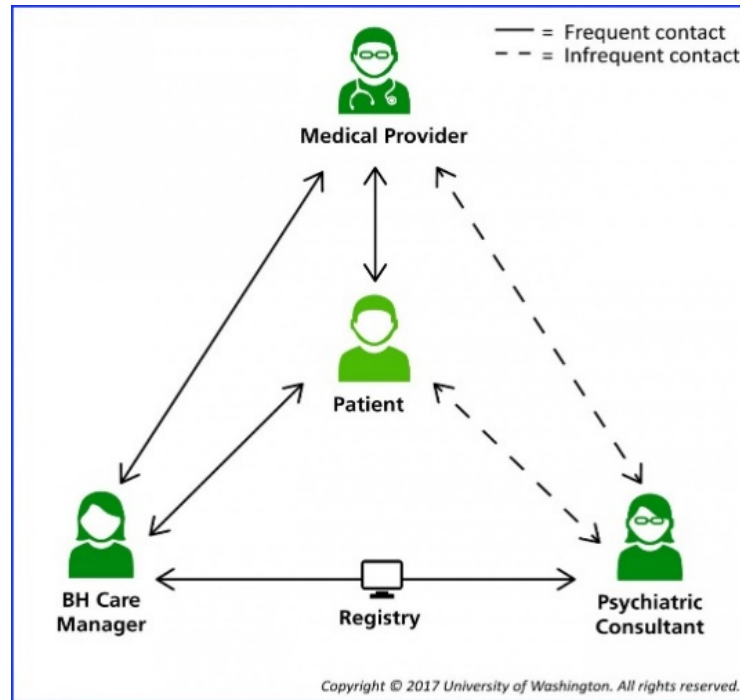 = Frequent contact
= Infrequent contact
Medical Provider
Patient
BH Care
Manager
Registry
Psychiatric
Consultant
Copyright © 2017 University of Washington. All rights reserved.